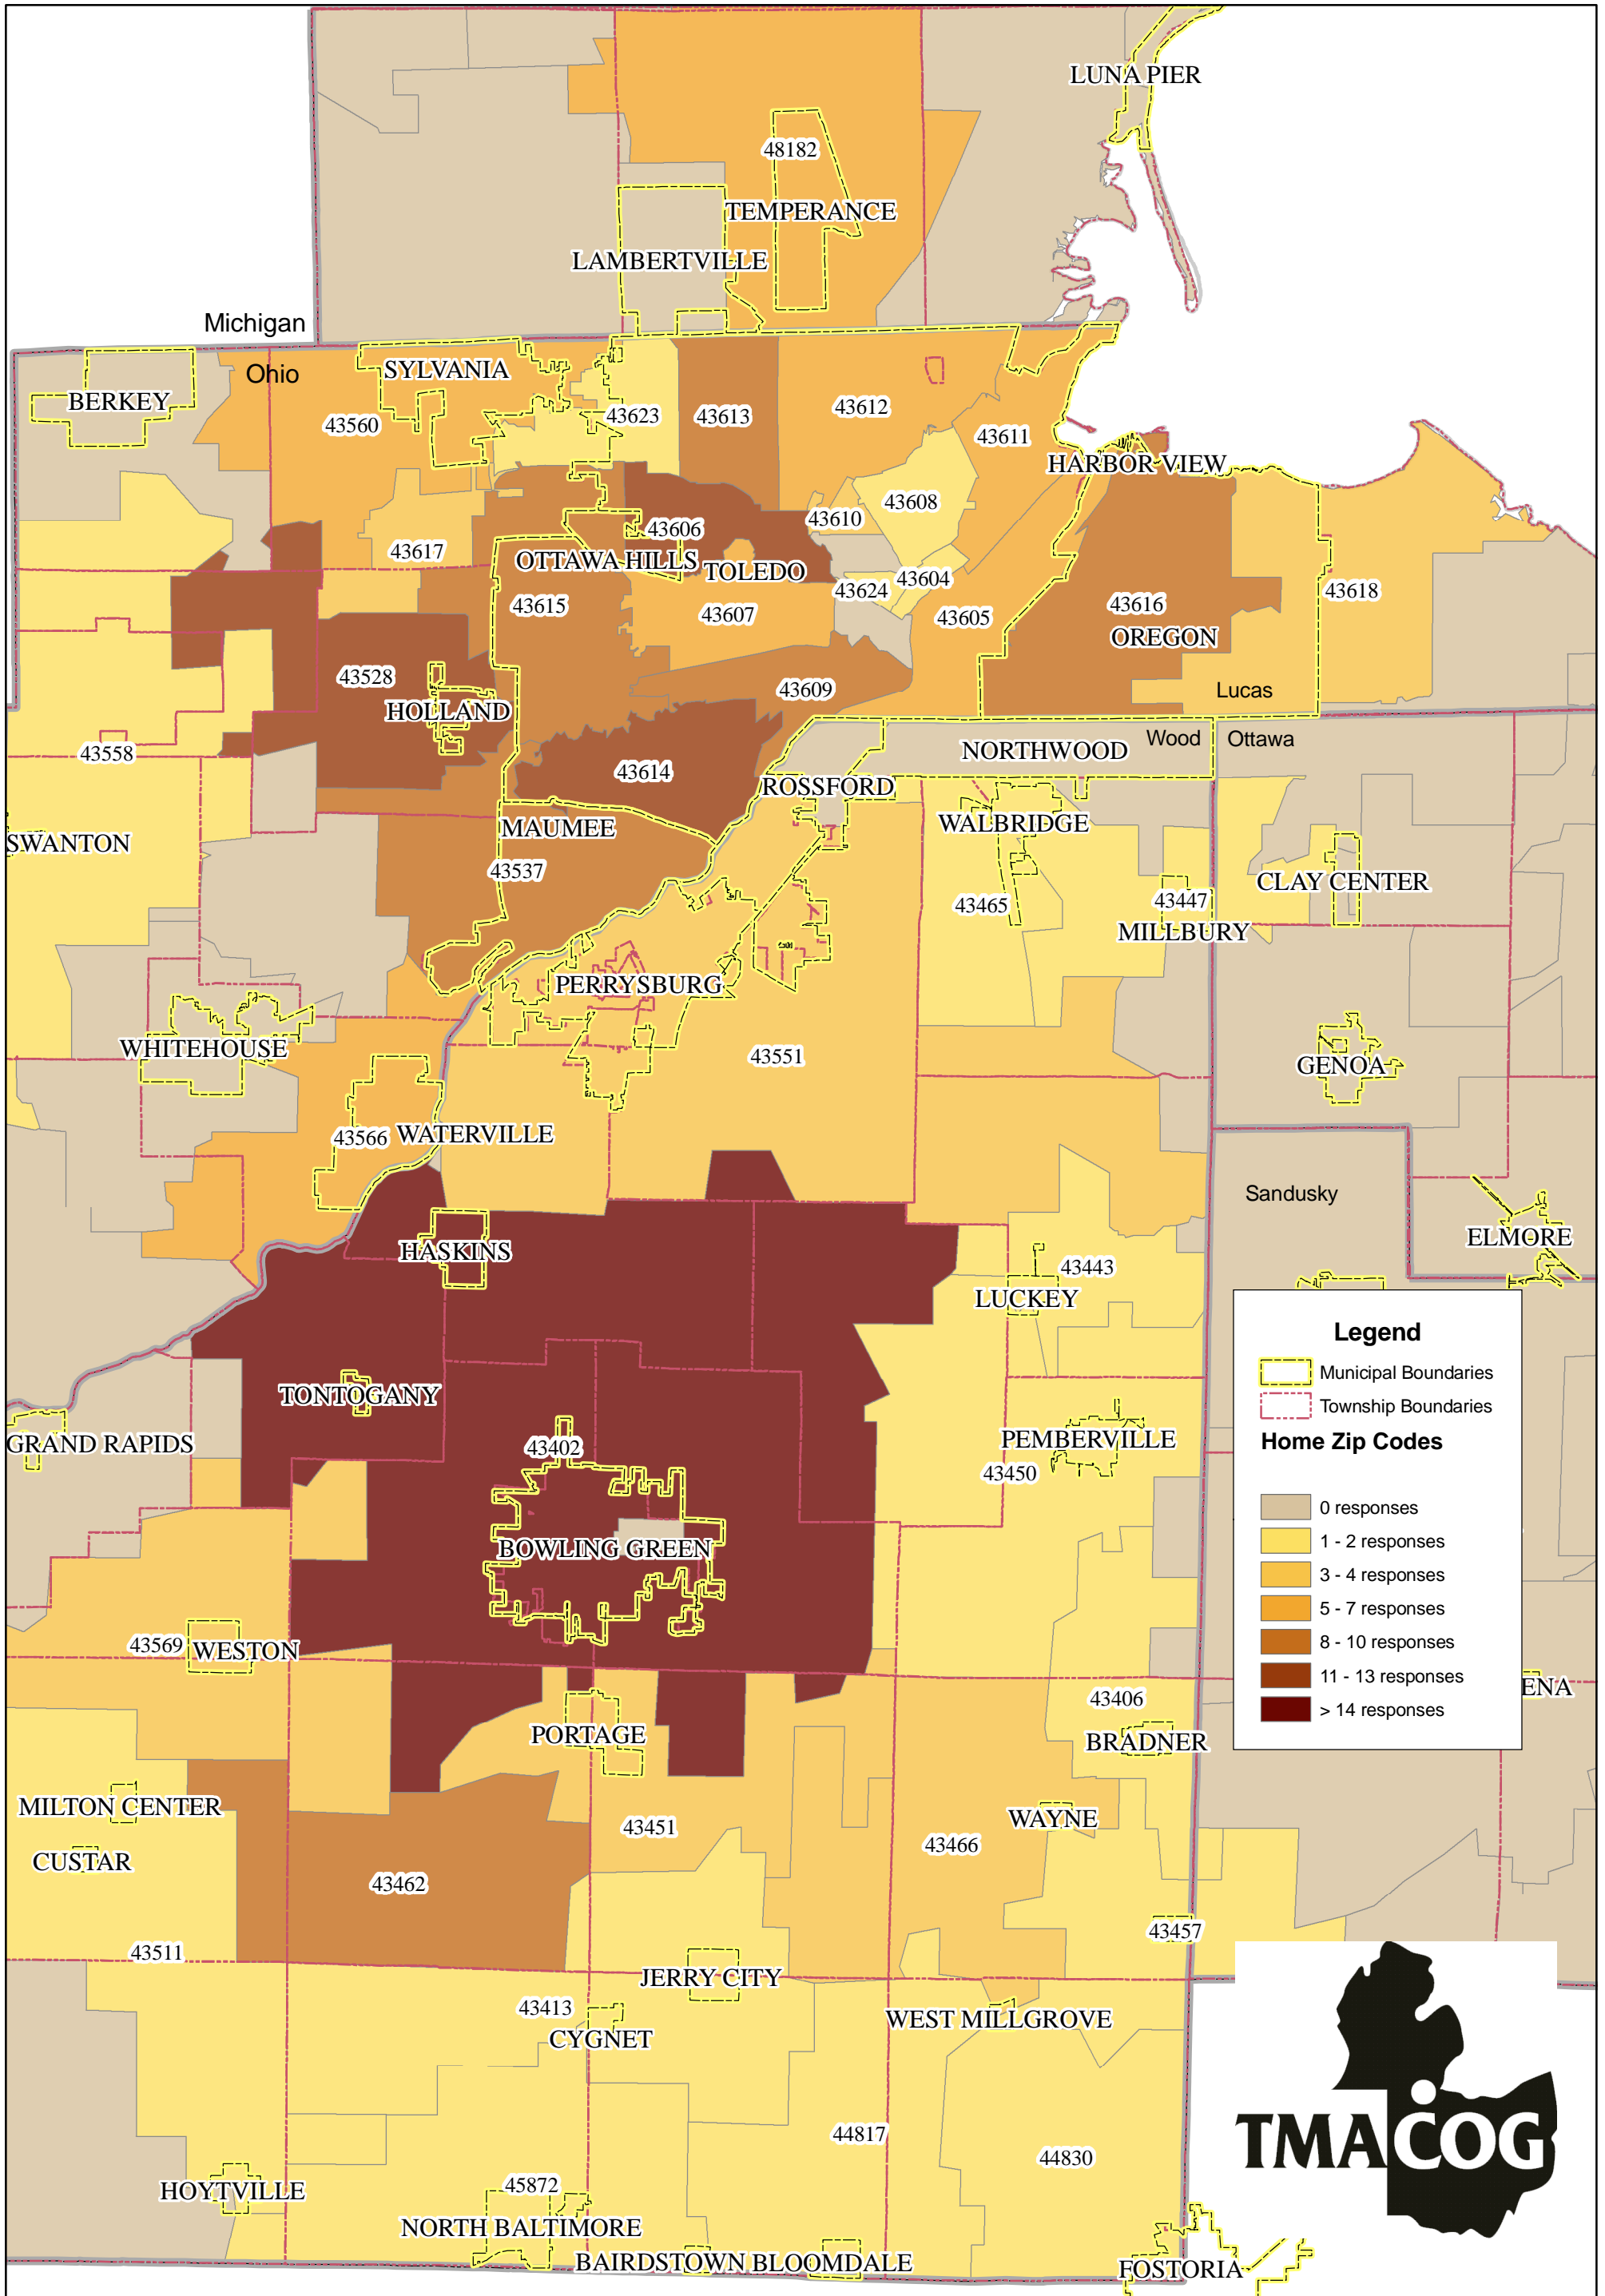 LUNA PIER
48182
TEMPERANCE
LAMBERTVILLE
Michigan
Ohio
SYLVANIA
BERKEY
43560
43623
43613
43612
43611
HARBOR VIEW
43608
43610
43606
43617
OTTAWA HILLS
TOLEDO
43604
43624
43618
43615
43607
43605
43616
OREGON
43528
43609
Lucas
HOLLAND
43558
43614
NORTHWOOD
Wood
Ottawa
ROSSFORD
MAUMEE
WALBRIDGE
SWANTON
43537
CLAY CENTER
43465
43447
MILLBURY
PERRYSBURG
WHITEHOUSE
43551
GENOA
43566
WATERVILLE
Sandusky
HASKINS
ELMORE
43443
LUCKEY
Legend
Municipal Boundaries
Township Boundaries
Home Zip Codes
0 responses
1 - 2 responses
3 - 4 responses
5 - 7 responses
8 - 10 responses
11 - 13 responses
> 14 responses
TONTOGANY
GRAND RAPIDS
43402
PEMBERVILLE
43450
BOWLING GREEN
43569
WESTON
ENA
43406
PORTAGE
BRADNER
MILTON CENTER
WAYNE
43451
43466
CUSTAR
43462
43457
43511
JERRY CITY
43413
CYGNET
WEST MILLGROVE
44817
44830
TMACOG
45872
HOYTVILLE
NORTH BALTIMORE
BAIRDSTOWN
BLOOMDALE
FOSTORIA